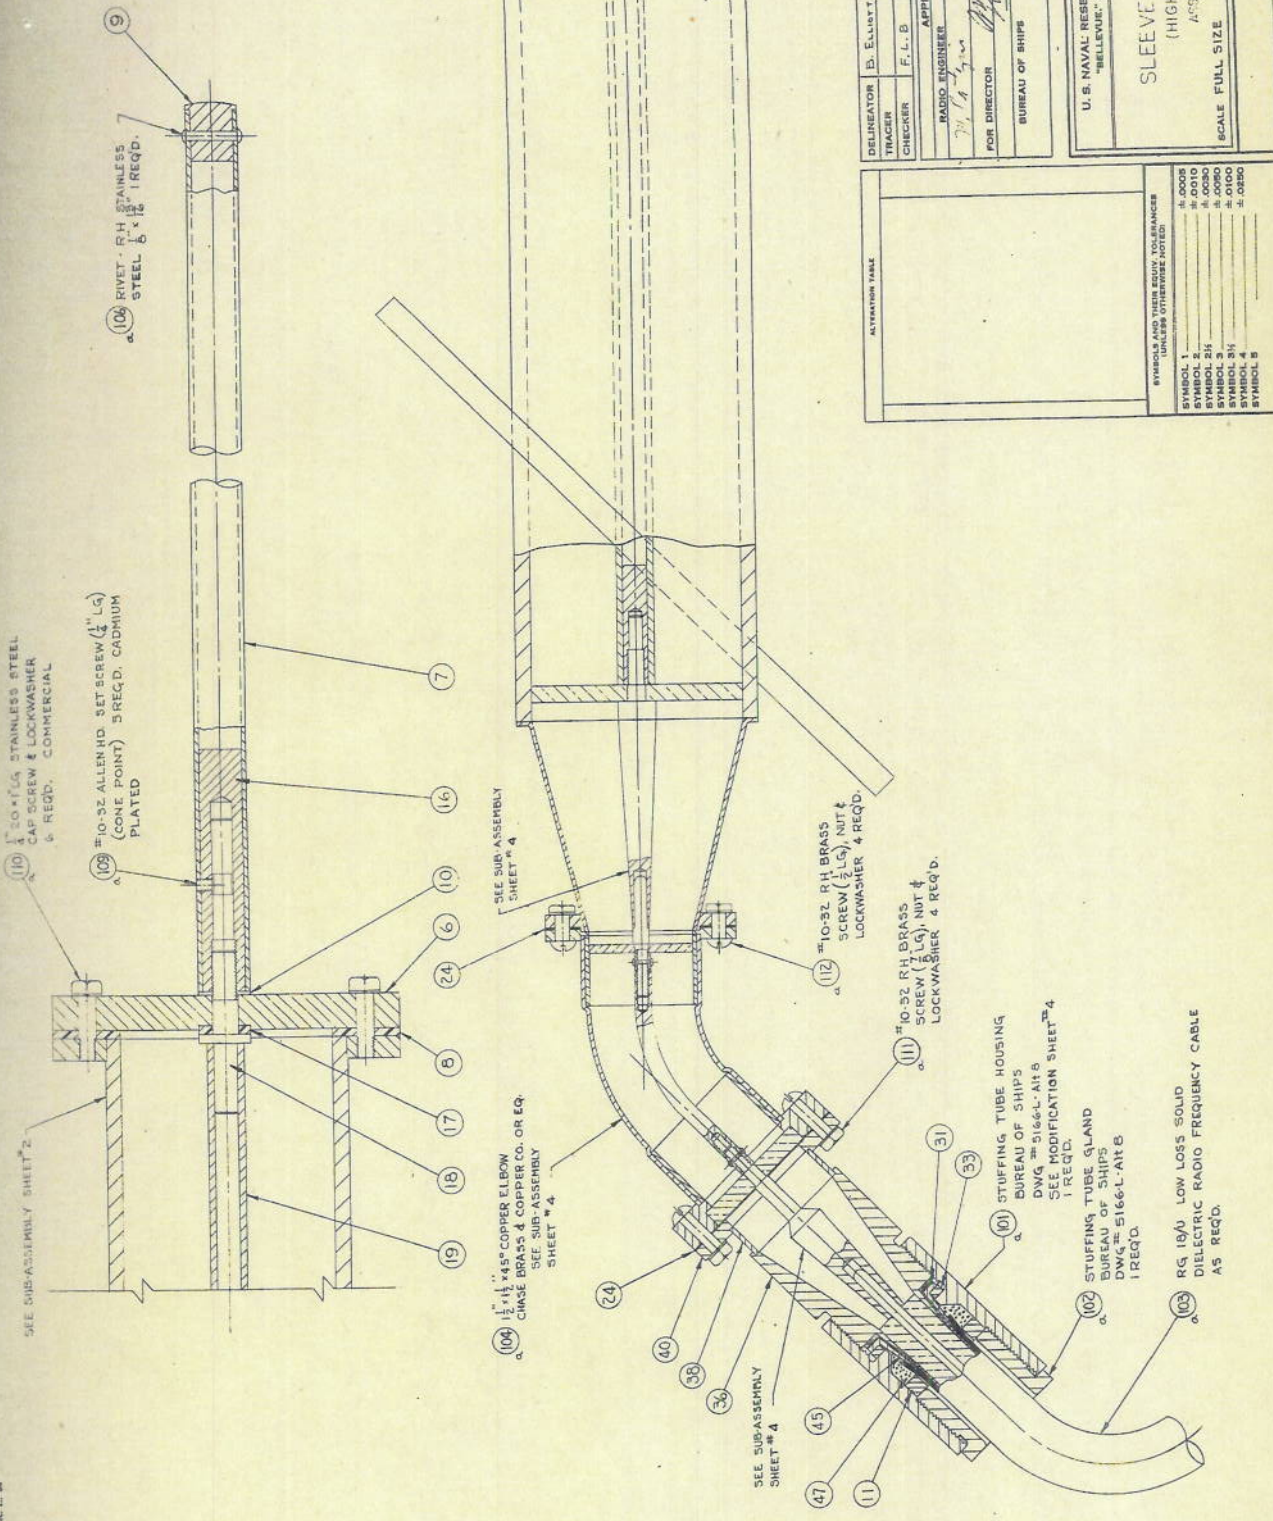 SEE SUB-ASSEMBLY SHEET #2
110
a
1/4"-20 x 1" LG STAINLESS STEEL
CAP SCREW & LOCKWASHER
6 REQ'D. COMMERCIAL
109
a
#10-32 ALLEN HD. SET SCREW (1/4" LG)
(CONE POINT) 3 REQ'D. CADMIUM
PLATED
106
a
RIVET - RH STAINLESS
STEEL 1/8" x 15/16" 1 REQ'D.
9
7
16
10
6
8
17
18
19
104
a
1 1/2" x 1 1/2" x 45° COPPER ELBOW
CHASE BRASS & COPPER CO. OR EQ.
SEE SUB-ASSEMBLY
SHEET #4
24
SEE SUB-ASSEMBLY
SHEET #4
112
a
#10-32 RH BRASS
SCREW (1/2" LG), NUT &
LOCKWASHER 4 REQ'D.
111
a
#10-32 RH BRASS
SCREW (7/8" LG), NUT &
LOCKWASHER 4 REQ'D.
24
40
38
36
SEE SUB-ASSEMBLY
SHEET #4
45
47
11
31
33
101
a
STUFFING TUBE HOUSING
BUREAU OF SHIPS
DWG # 5166-L-Alt 8
SEE MODIFICATION SHEET #4
1 REQ'D.
102
a
STUFFING TUBE GLAND
BUREAU OF SHIPS
DWG # 5166-L-Alt 8
1 REQ'D.
103
a
RG 18/U LOW LOSS SOLID
DIELECTRIC RADIO FREQUENCY CABLE
AS REQ'D.
ALTERATION TABLE
SYMBOLS AND THEIR EQUIV. TOLERANCES
(UNLESS OTHERWISE NOTED)
SYMBOL 1 ± .0005
SYMBOL 2 ± .0010
SYMBOL 2½ ± .0030
SYMBOL 3 ± .0050
SYMBOL 3½ ± .0100
SYMBOL 4 ± .0250
SYMBOL 5
DELINEATOR B. ELLIOTT
TRACER
CHECKER F.L.B
RADIO ENGINEER
FOR DIRECTOR
BUREAU OF SHIPS
U. S. NAVAL
"BELLEVUE,"
SLEEVE
SCALE FULL SIZE